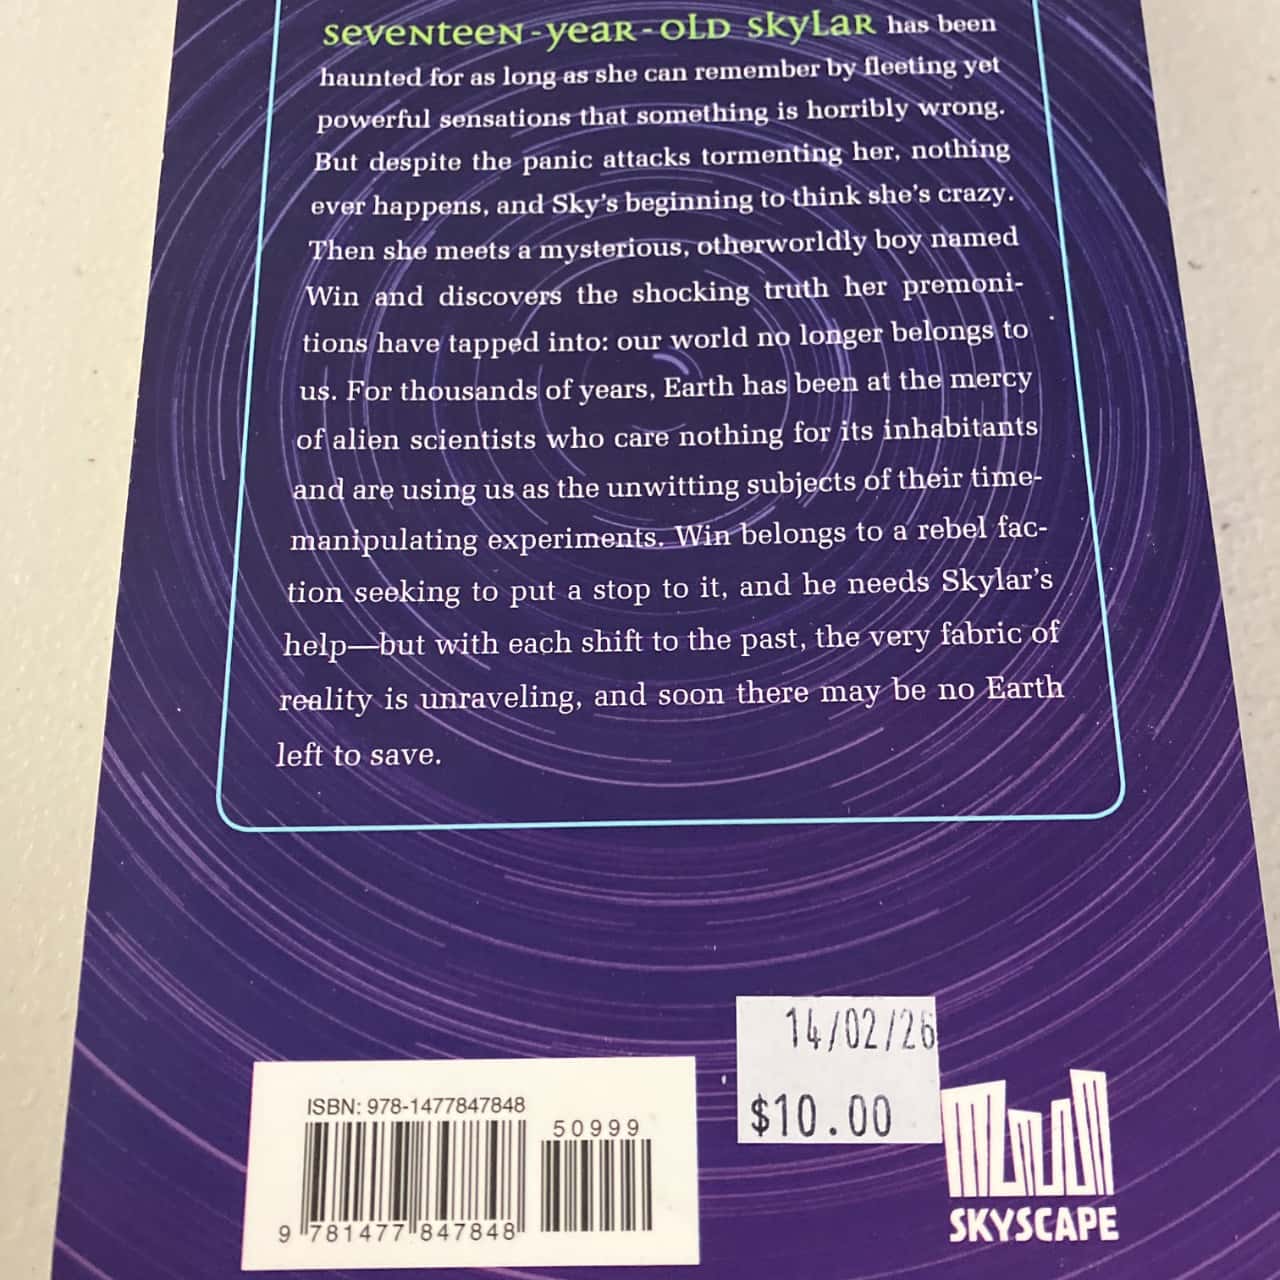 SEVENTEEN-YEAR-OLD SKYLAR has been
haunted for as long as she can remember by fleeting yet
powerful sensations that something is horribly wrong.
But despite the panic attacks tormenting her, nothing
ever happens, and Sky's beginning to think she's crazy.
Then she meets a mysterious, otherworldly boy named
Win and discovers the shocking truth her premoni-
tions have tapped into: our world no longer belongs to
us. For thousands of years, Earth has been at the mercy
of alien scientists who care nothing for its inhabitants
and are using us as the unwitting subjects of their time-
manipulating experiments. Win belongs to a rebel fac-
tion seeking to put a stop to it, and he needs Skylar's
help—but with each shift to the past, the very fabric of
reality is unraveling, and soon there may be no Earth
left to save.
14/02/26
$10.00
ISBN: 978-1477847848
50999
9 781477 847848
SKYSCAPE